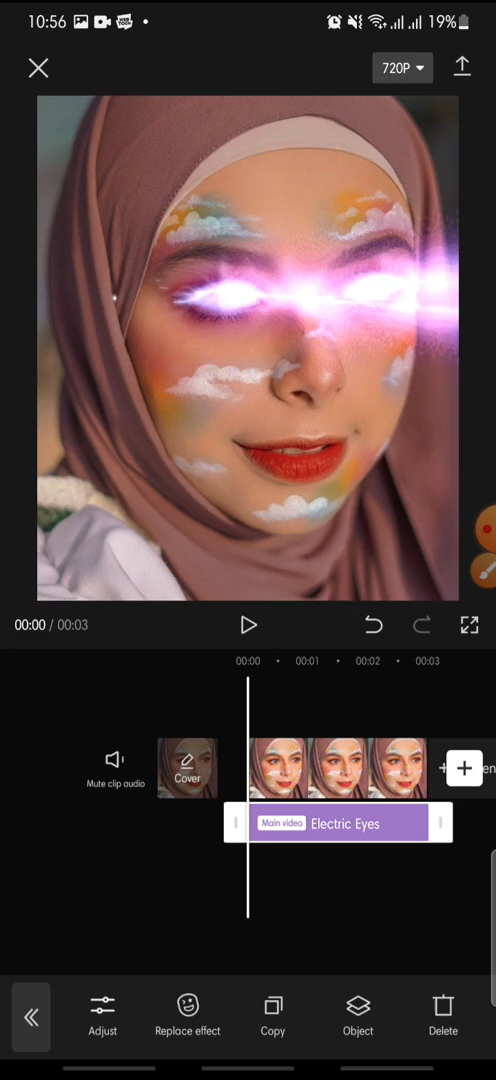 10:56
19%
720P
00:00 / 00:03
00:00 00:01 00:02 00:03
Mute clip audio
Cover
Main video Electric Eyes
Adjust
Replace effect
Copy
Object
Delete